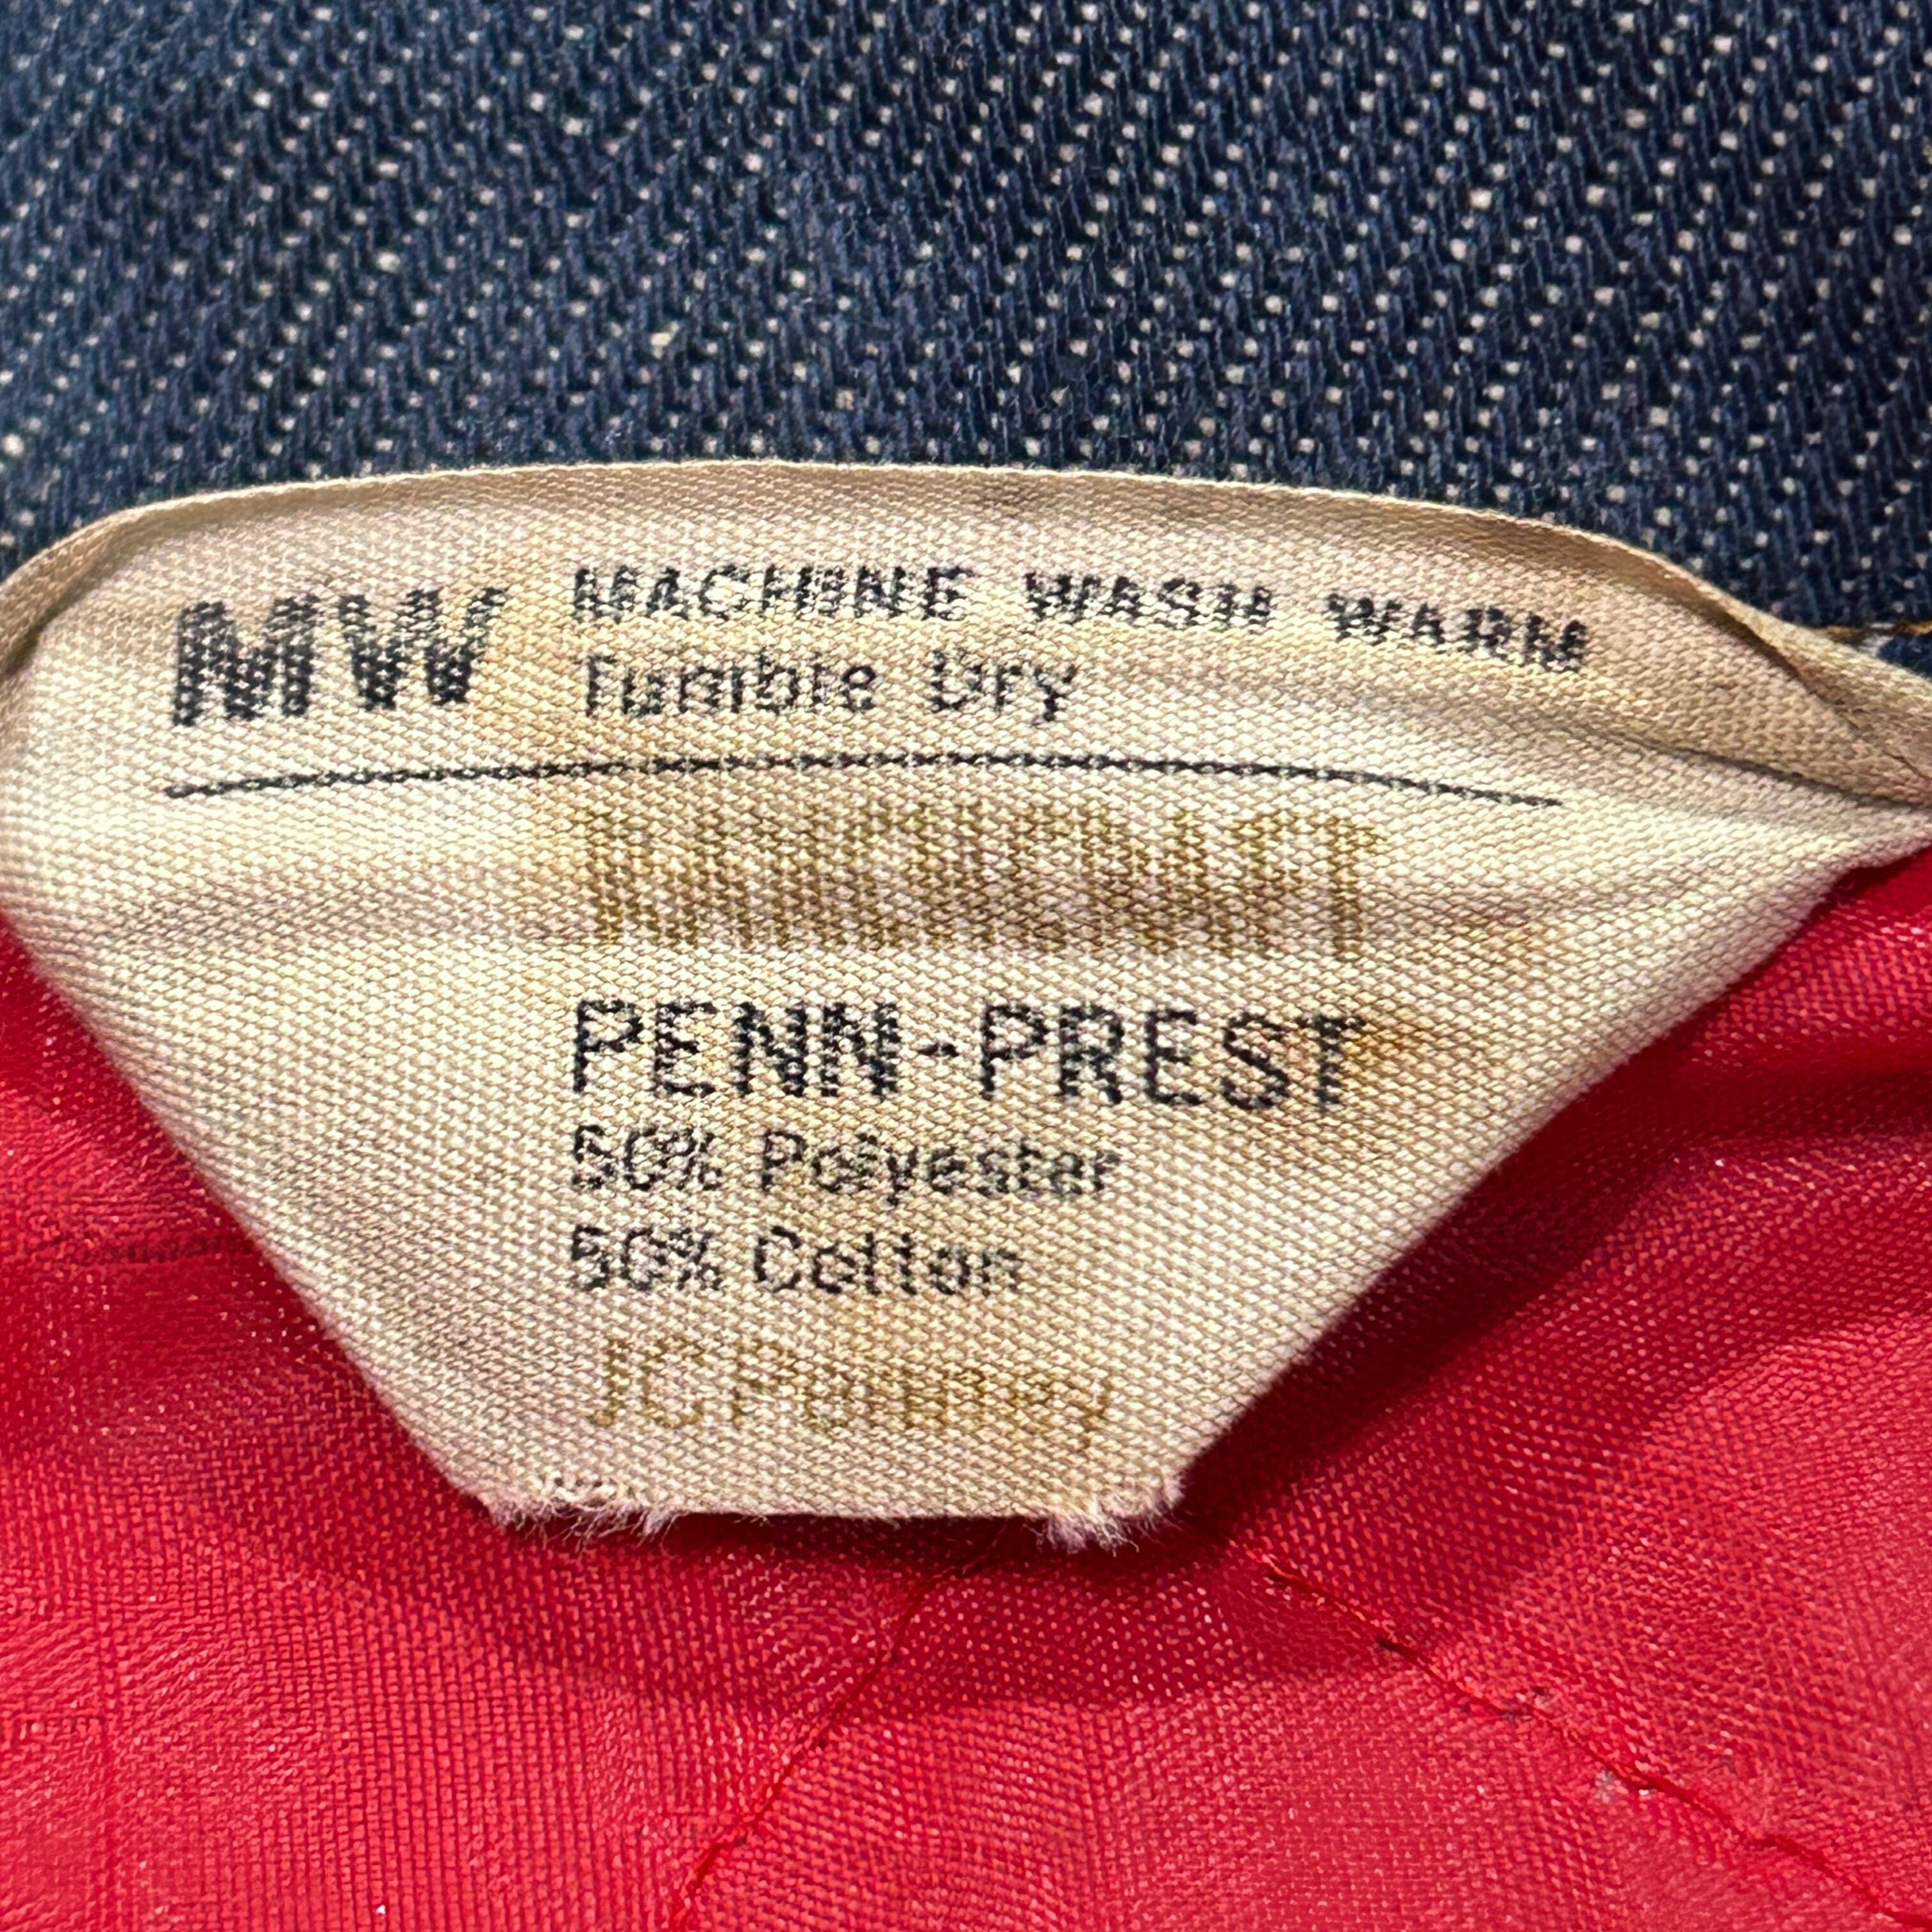 MW MACHINE WASH WARM
Tumble Dry
PENN-PREST
50% Polyester
50% Cotton
JCPenney